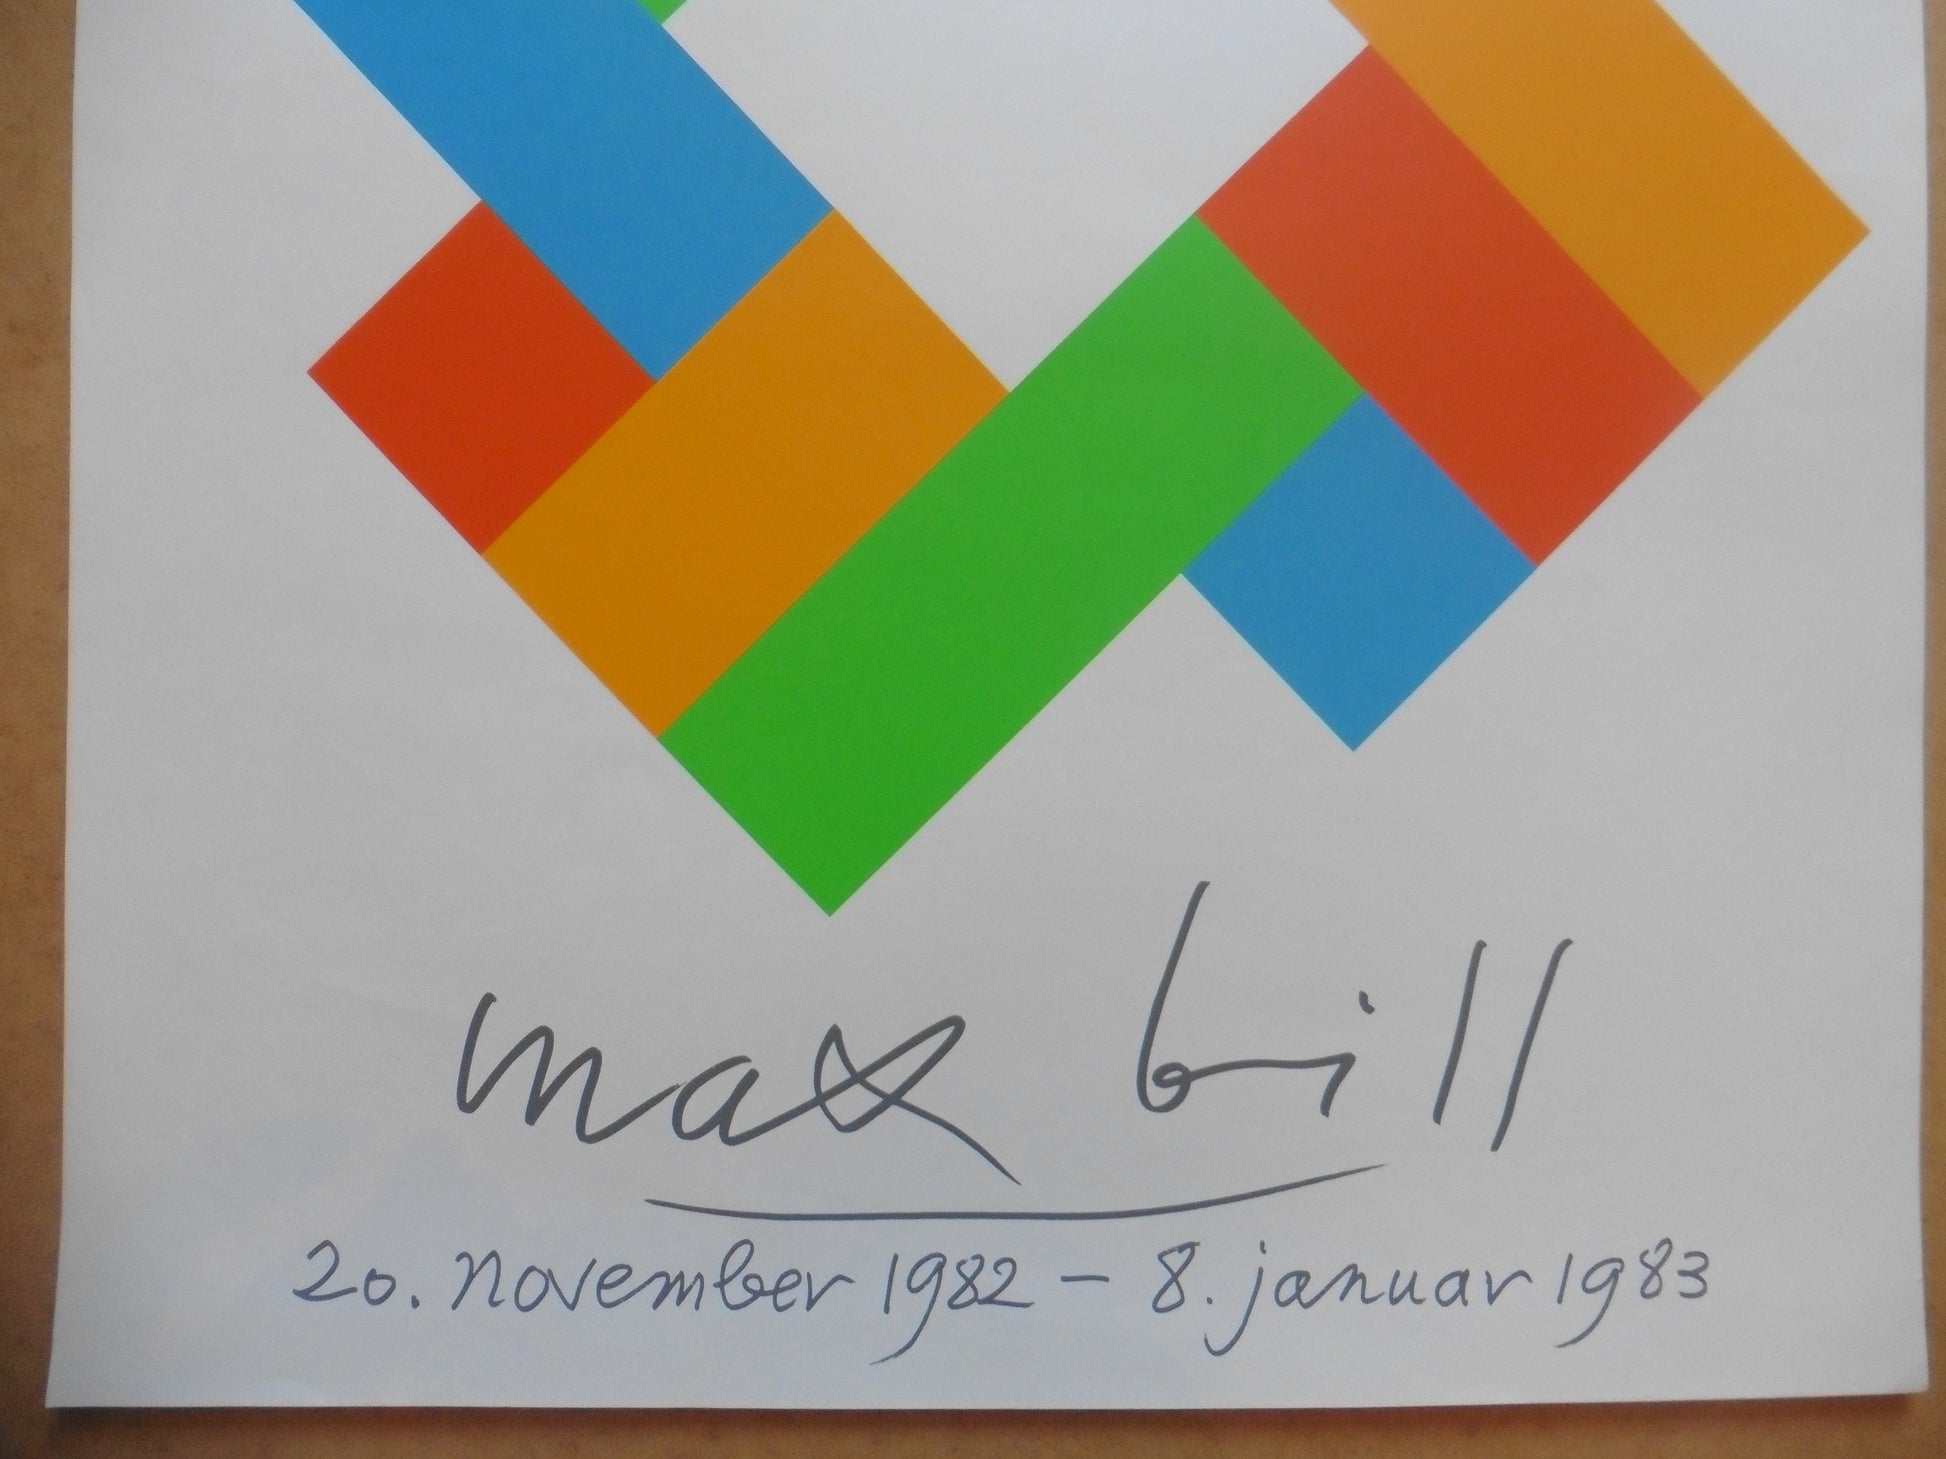 max bill
20. november 1982 – 8. januar 1983